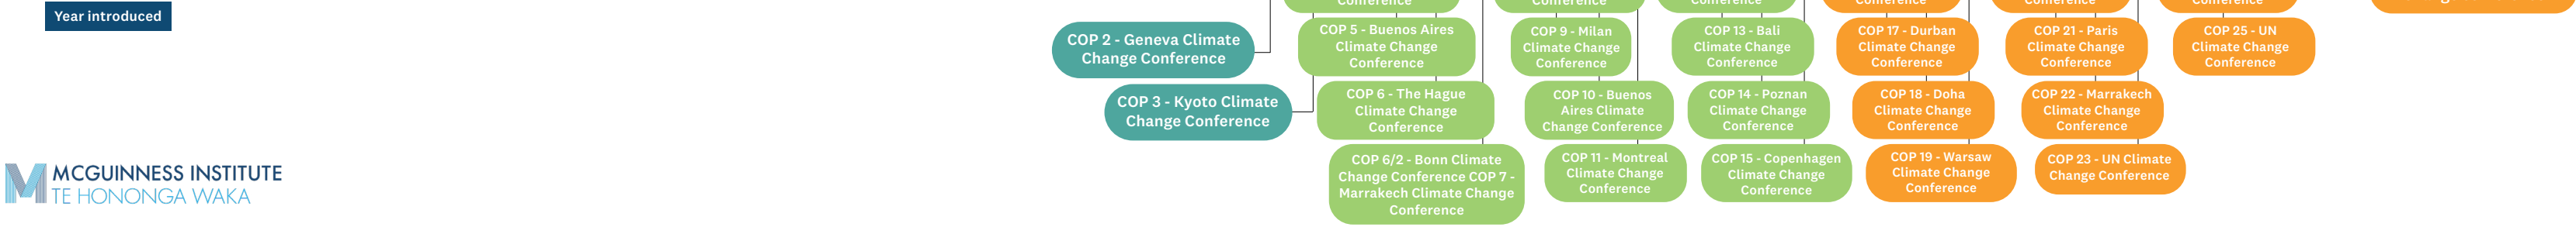 Year introduced
Conference
Conference
Conference
Conference
Conference
Conference
COP 2 - Geneva Climate
Change Conference
COP 3 - Kyoto Climate
Change Conference
COP 5 - Buenos Aires
Climate Change
Conference
COP 6 - The Hague
Climate Change
Conference
COP 6/2 - Bonn Climate
Change Conference COP 7 -
Marrakech Climate Change
Conference
COP 9 - Milan
Climate Change
Conference
COP 10 - Buenos
Aires Climate
Change Conference
COP 11 - Montreal
Climate Change
Conference
COP 13 - Bali
Climate Change
Conference
COP 14 - Poznan
Climate Change
Conference
COP 15 - Copenhagen
Climate Change
Conference
COP 17 - Durban
Climate Change
Conference
COP 18 - Doha
Climate Change
Conference
COP 19 - Warsaw
Climate Change
Conference
COP 21 - Paris
Climate Change
Conference
COP 22 - Marrakech
Climate Change
Conference
COP 23 - UN Climate
Change Conference
COP 25 - UN
Climate Change
Conference
MCGUINNESS INSTITUTE
TE HONONGA WAKA